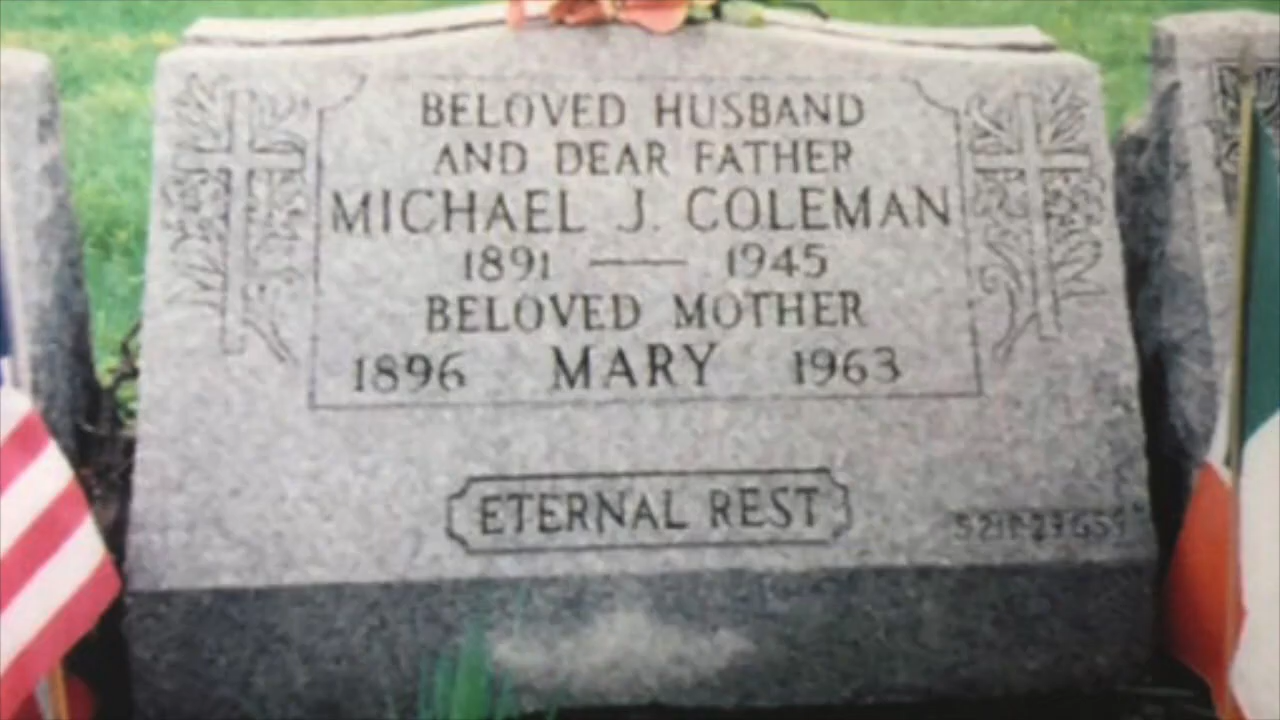 BELOVED HUSBAND
AND DEAR FATHER
MICHAEL J. COLEMAN
1891 — 1945
BELOVED MOTHER
1896 MARY 1963
ETERNAL REST